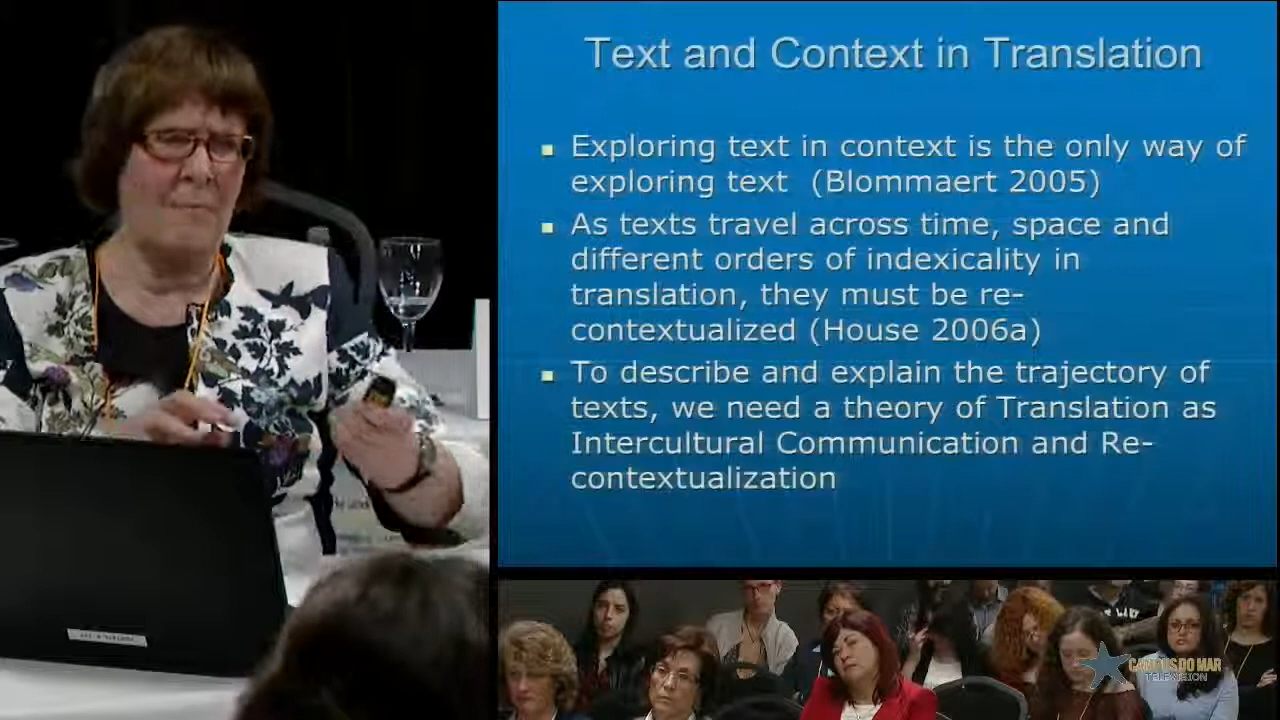 Text and Context in Translation
Exploring text in context is the only way of
exploring text (Blommaert 2005)
As texts travel across time, space and
different orders of indexicality in
translation, they must be re-
contextualized (House 2006a)
To describe and explain the trajectory of
texts, we need a theory of Translation as
Intercultural Communication and Re-
contextualization
CAMPUS DO MAR
TELEVISION